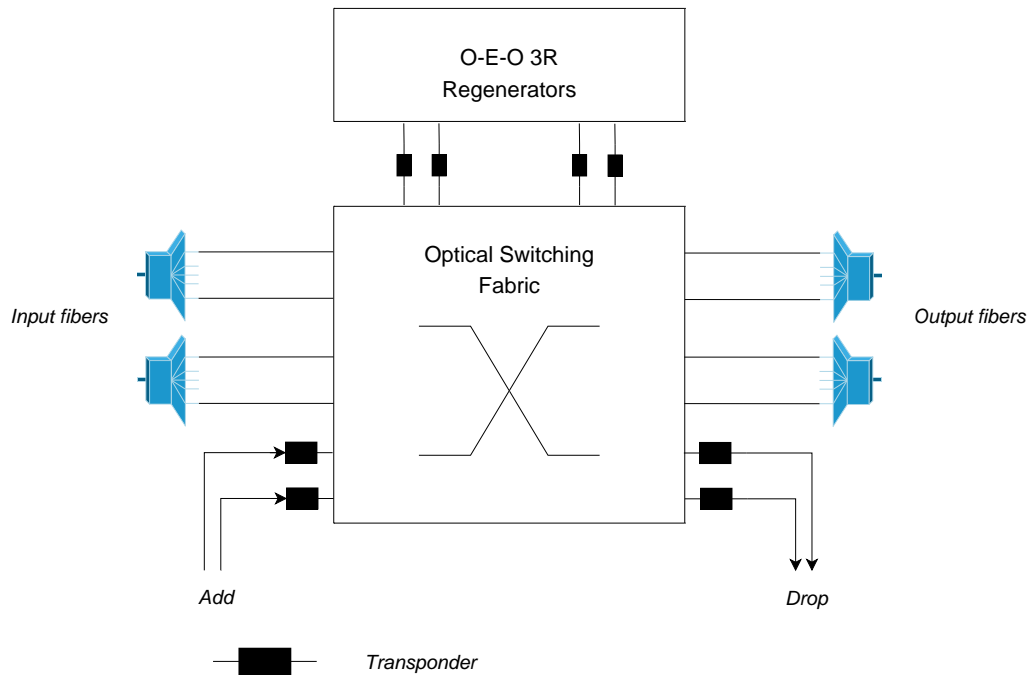 O-E-O 3R
Regenerators
Optical Switching
Fabric
Input fibers
Output fibers
Add
Drop
Transponder